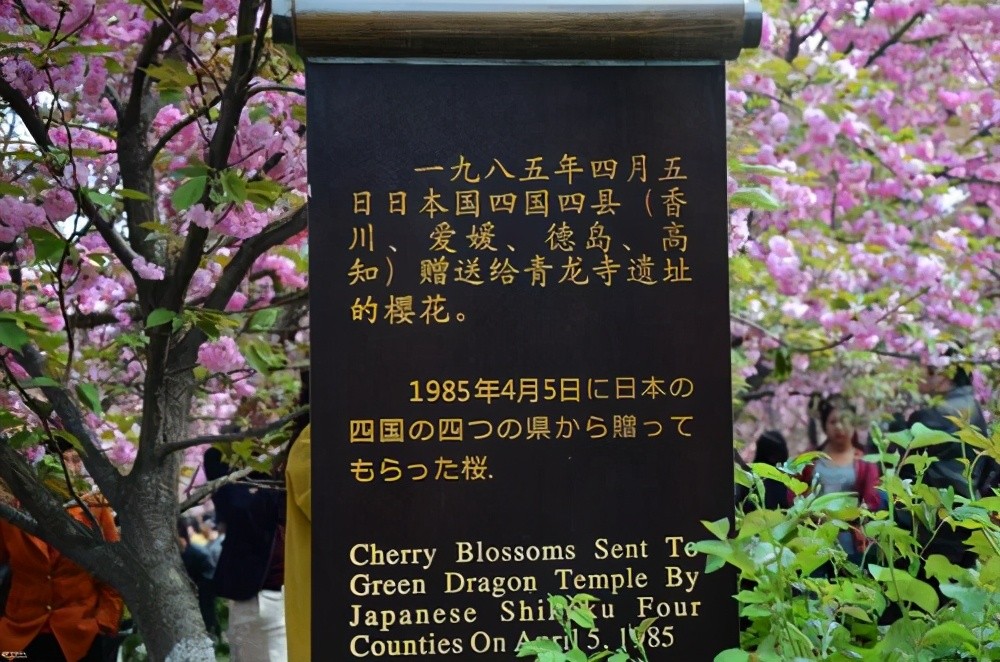 一九八五年四月五
日日本国四国四县（香
川、爱媛、德岛、高
知）赠送给青龙寺遗址
的樱花。
1985年4月5日に日本の
四国の四つの県から贈って
もらった桜.
Cherry Blossoms Sent To
Green Dragon Temple By
Japanese Four
Counties On 5. 1985